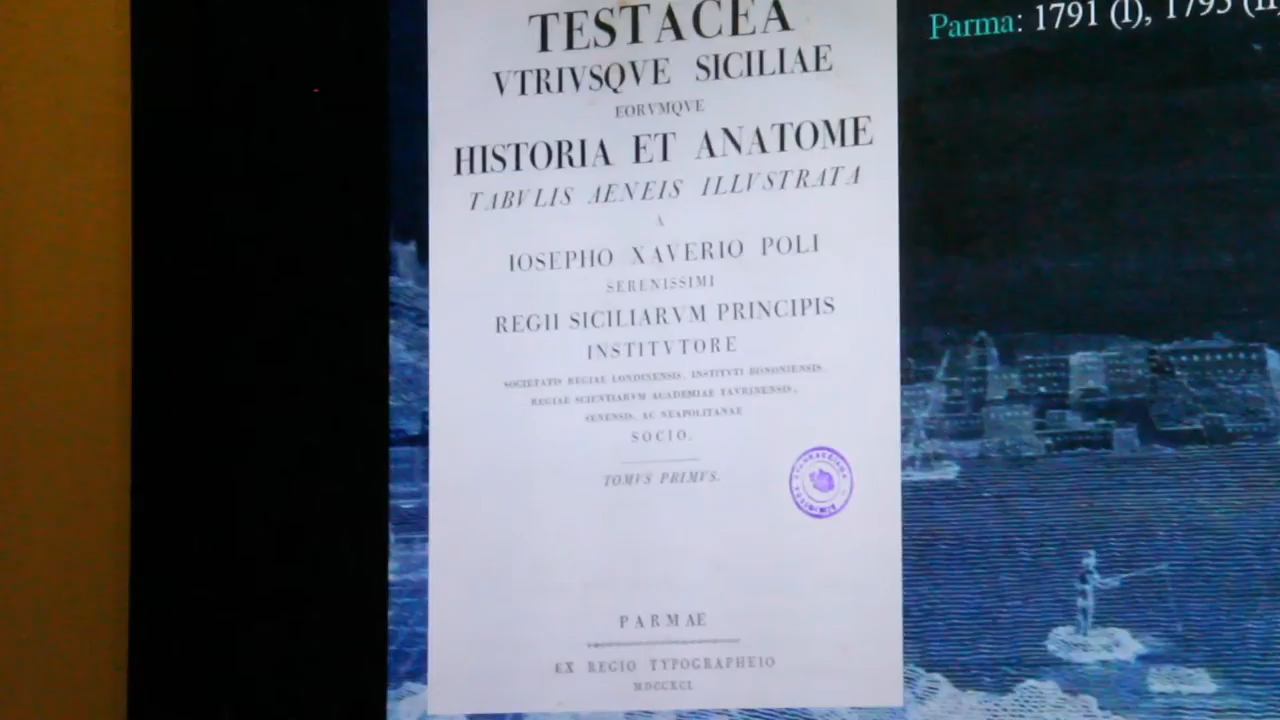 Parma: 1791 (I), 1795 (II
TESTACEA
VTRIVSQVE SICILIAE
EORVMQVE
HISTORIA ET ANATOME
TABVLIS AENEIS ILLVSTRATA
A
IOSEPHO XAVERIO POLI
SERENISSIMI
REGII SICILIARVM PRINCIPIS
INSTITVTORE
SOCIETATIS REGIAE LONDINENSIS, INSTITVTI BONONIENSIS,
REGIAE SCIENTIARVM ACADEMIAE TAVRINENSIS,
SENENSIS, AC NEAPOLITANAE
SOCIO.
TOMVS PRIMVS.
PARMAE
EX REGIO TYPOGRAPHEIO
MDCCXCI.